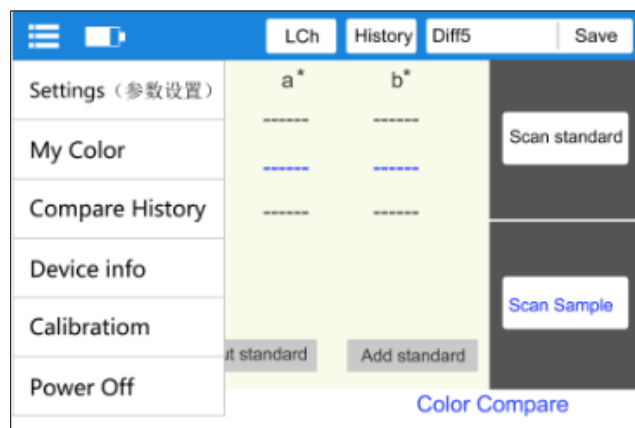 LCh History Diff5 Save
Settings（参数设置） a* b*
------ ------
My Color Scan standard
------ ------
Compare History ------ ------
Device info
Scan Sample
Calibratiom
standard Add standard
Power Off
Color Compare